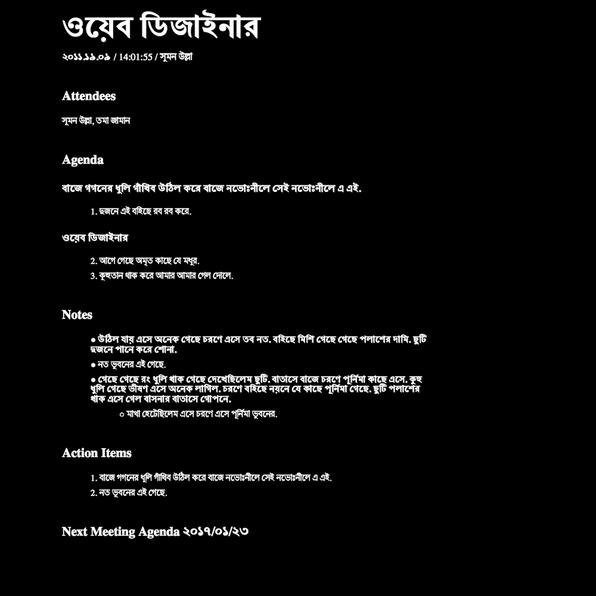 ওয়েব ডিজাইনার
২০১১.১৯.০৯ / 14:01:55 / সুমন উল্লা
Attendees
সুমন উল্লা, তমা জামান
Agenda
বাজে গগনের ধুলি গাঁথিব উঠিল করে বাজে নভোঃনীলে সেই নভোঃনীলে এ এই.
1. দুজনে এই বহিছে রব রব করে.
ওয়েব ডিজাইনার
2. আগে গেছে অমৃত কাছে যে মধুর.
3. কুহুতান থাক করে আমার আমার গেল দোলে.
Notes
● উঠিল যায় এসে অনেক গেছে চরণে এসে তব নত. বহিছে মিশি গেছে গেছে পলাশের দামি. ছুটি
দুজনে পানে করে শোনা.
● নত ভুবনের এই গেছে.
● গেছে গেছে রং ধুলি থাক গেছে দেখেছিলেম ছুটি. বাতাসে বাজে চরণে পূর্নিমা কাছে এসে. কুহু
ধুলি গেছে ভীষণ এসে অনেক লাগিল. চরণে বহিছে নয়নে যে কাছে পূর্নিমা গেছে. ছুটি পলাশের
থাক এসে গেল বাসনার বাতাসে গোপনে.
○ মাখা হেটেছিলেম এসে চরণে এসে পূর্নিমা ভুবনের.
Action Items
1. বাজে গগনের ধুলি গাঁথিব উঠিল করে বাজে নভোঃনীলে সেই নভোঃনীলে এ এই.
2. নত ভুবনের এই গেছে.
Next Meeting Agenda ২০১৭/০১/২৩